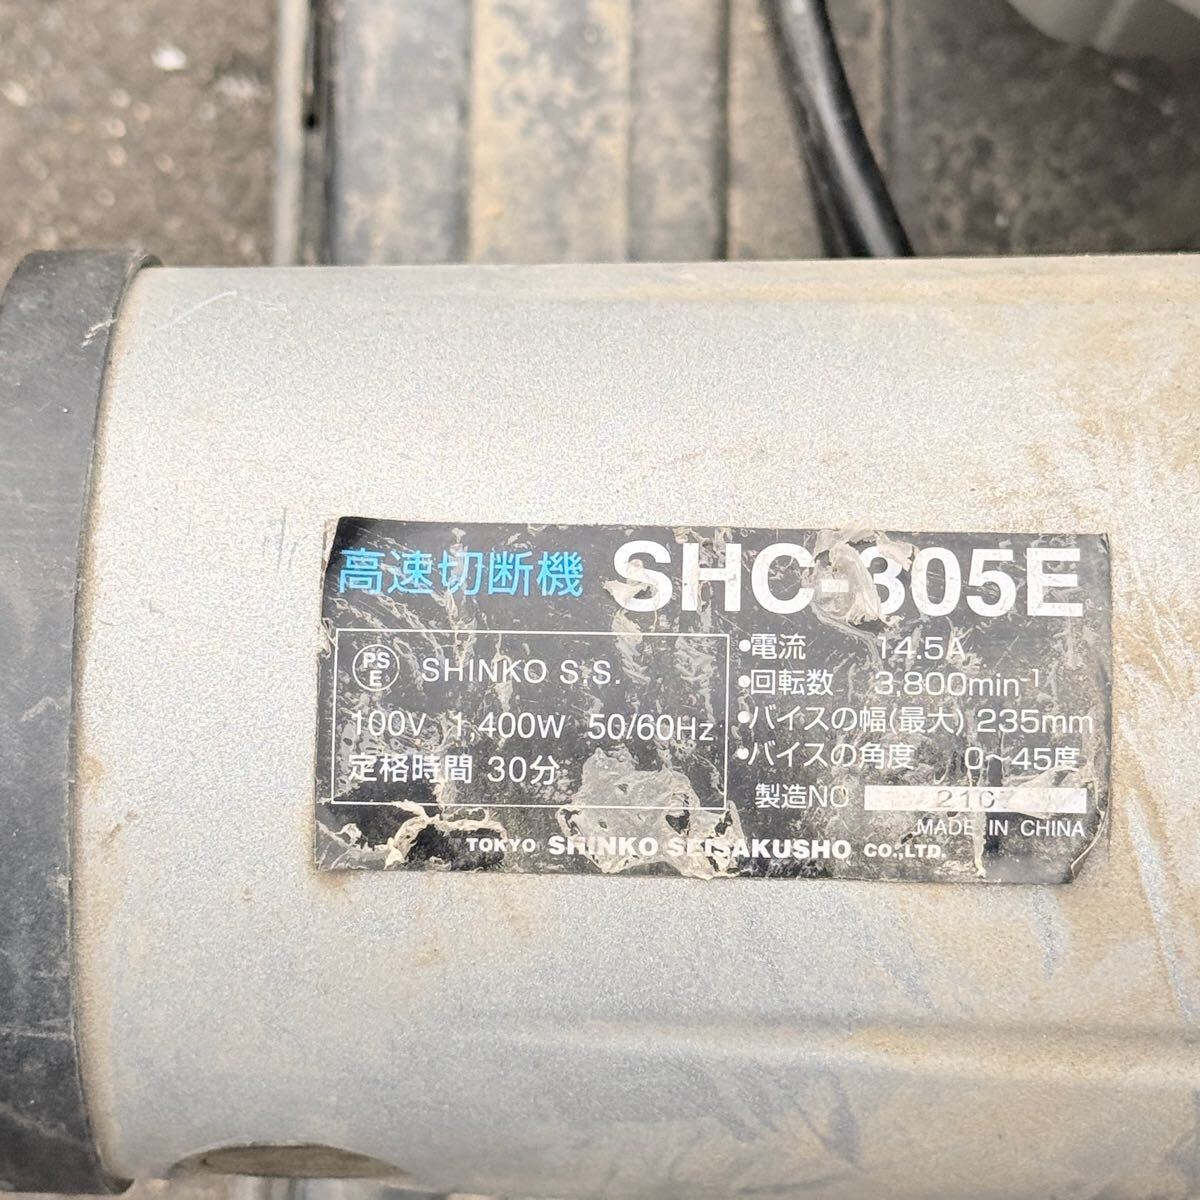 高速切断機 SHC-305E
PSE SHINKO S.S.
100V 1,400W 50/60Hz
定格時間 30分
•電流 14.5A
•回転数 3,800min⁻¹
•バイスの幅(最大) 235mm
•バイスの角度 0〜45度
製造NO
MADE IN CHINA
TOKYO SHINKO SEISAKUSHO CO.,LTD.